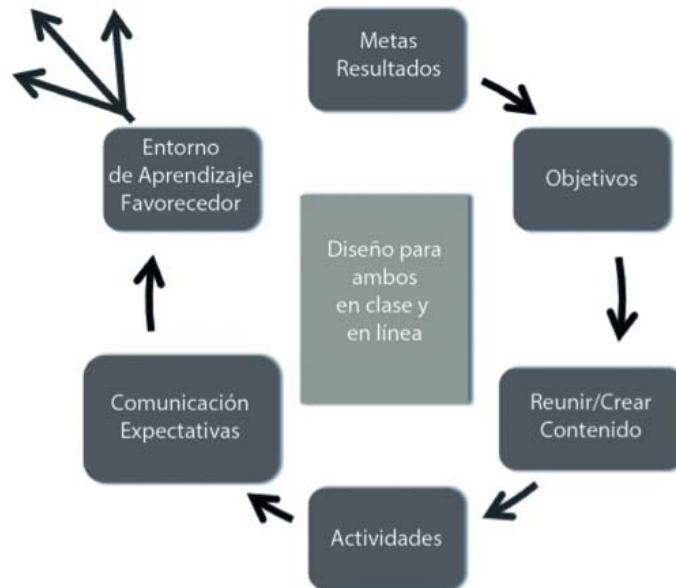 Metas
Resultados
Objetivos
Reunir/Crear
Contenido
Actividades
Comunicación
Expectativas
Entorno
de Aprendizaje
Favorecedor
Diseño para
ambos
en clase y
en línea